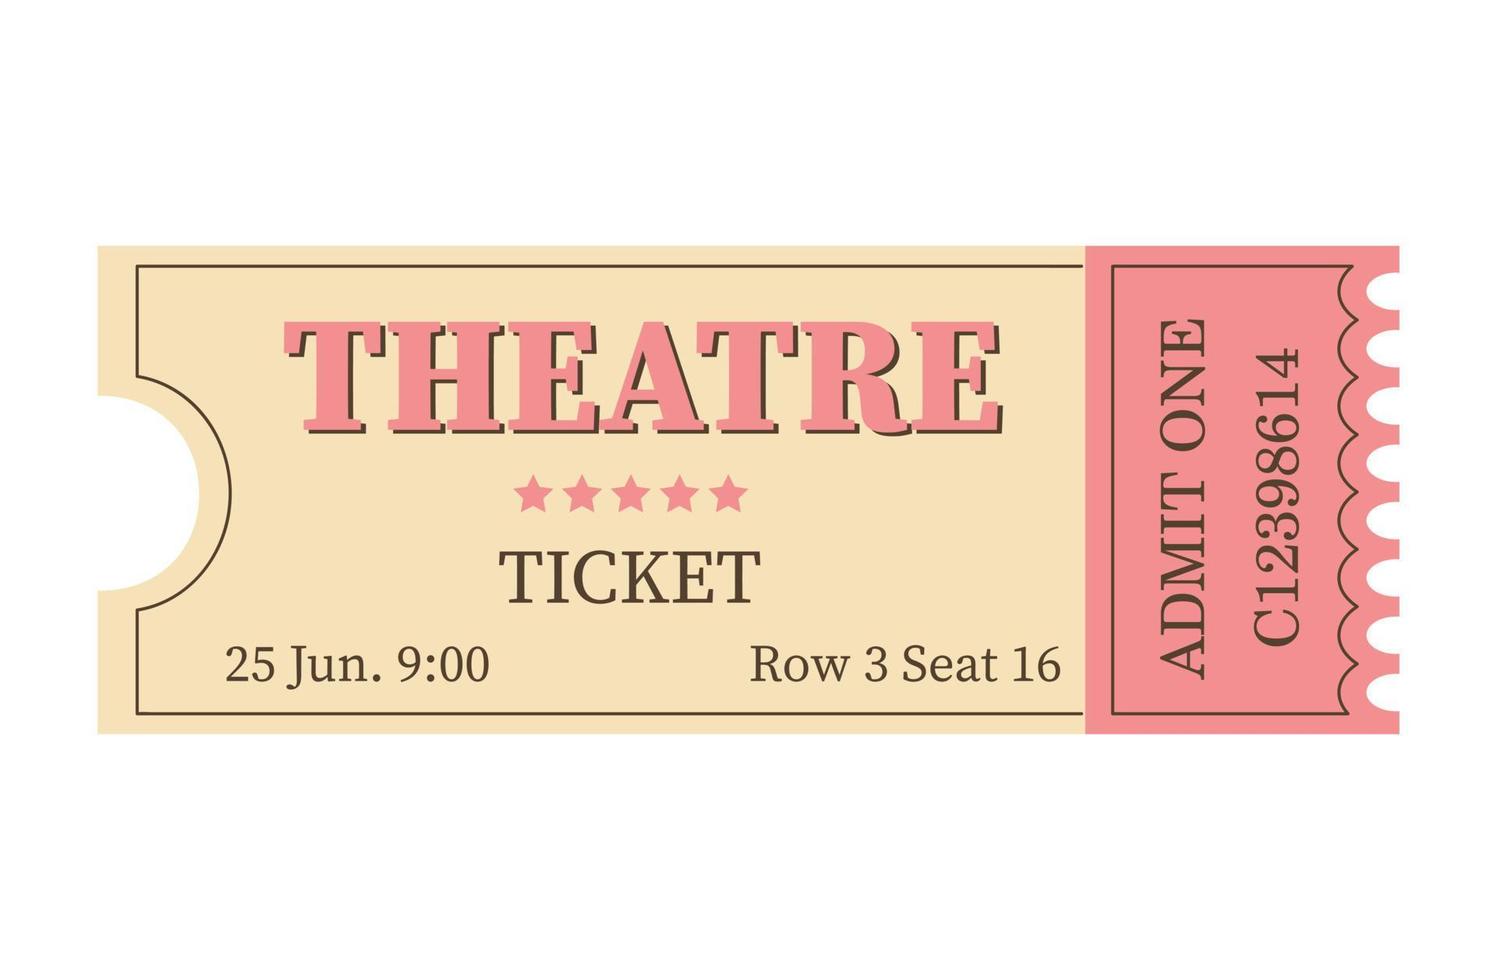 THEATRE
TICKET
25 Jun. 9:00
Row 3 Seat 16
ADMIT ONE
C12398614